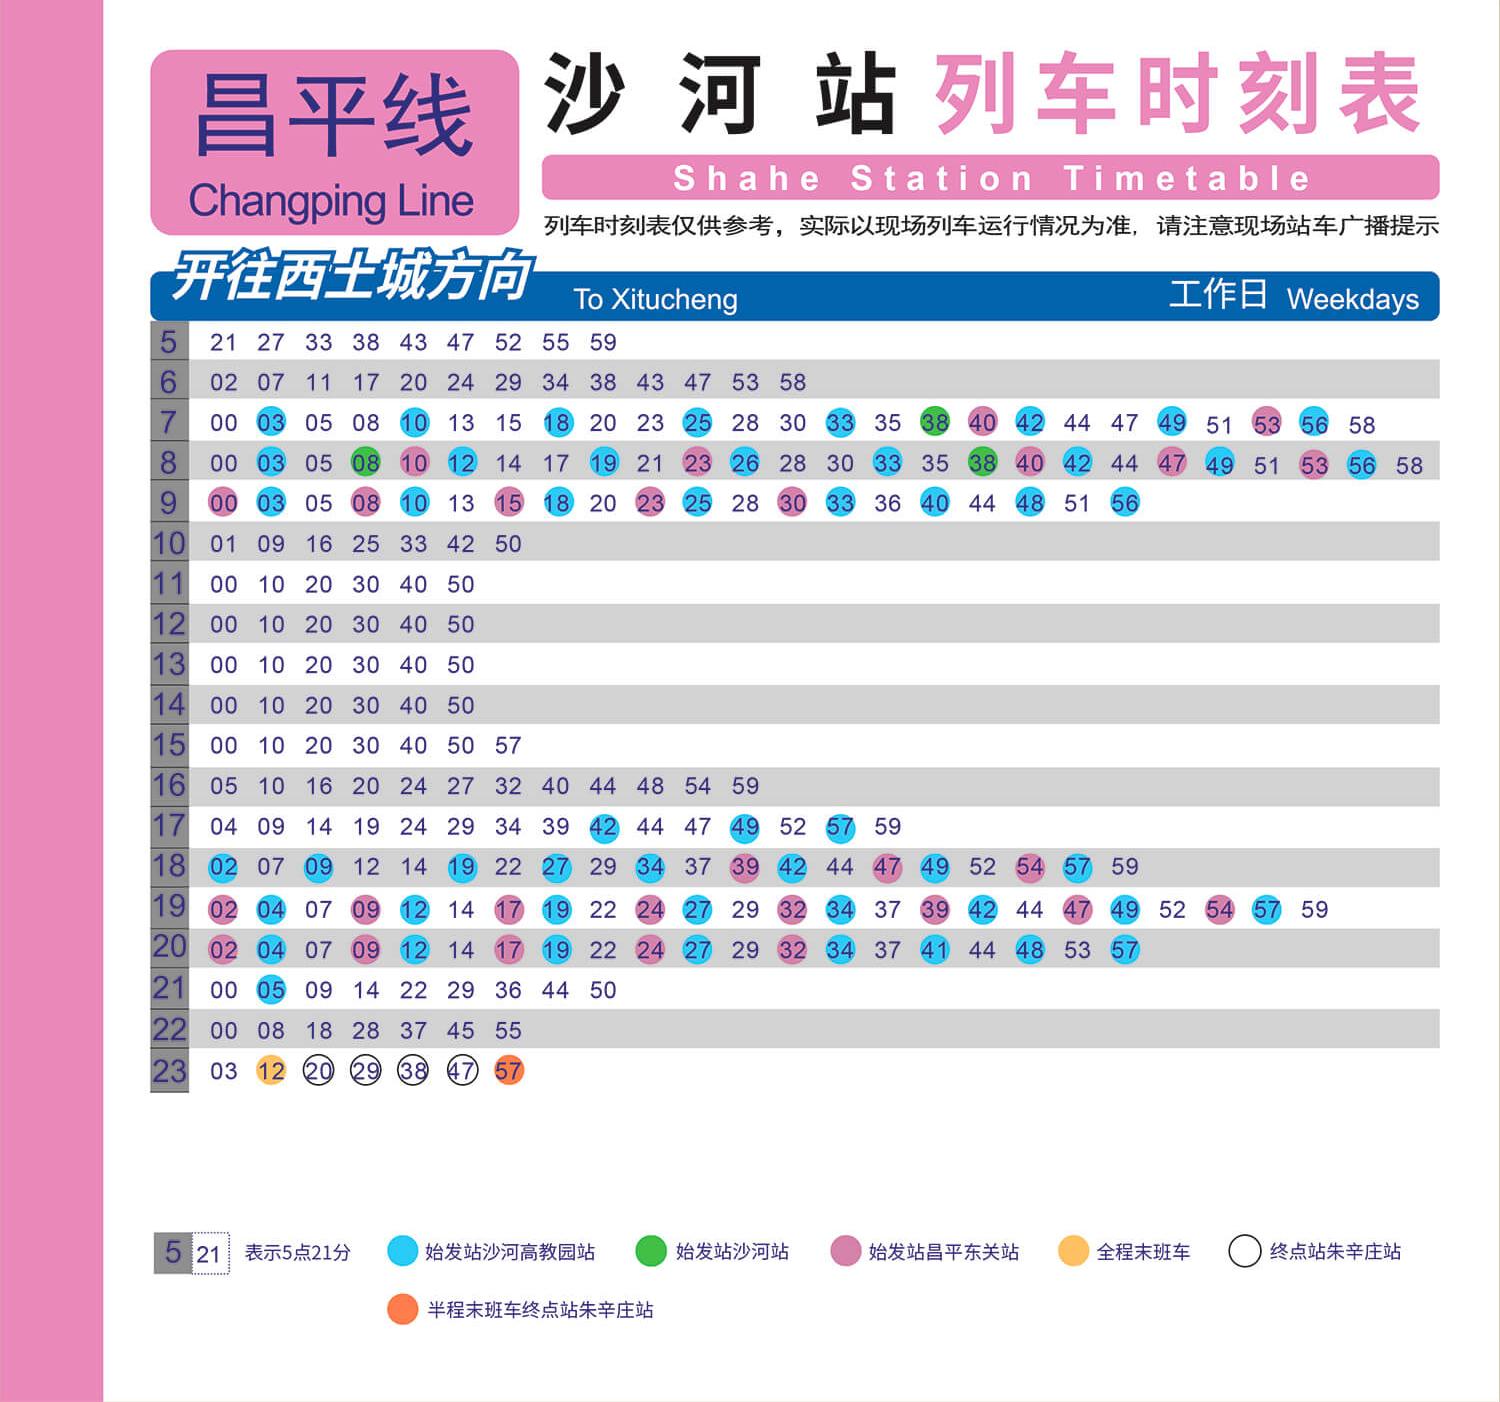 昌平线
Changping Line
沙河站列车时刻表
Shahe Station Timetable
列车时刻表仅供参考，实际以现场列车运行情况为准，请注意现场站车广播提示
开往西土城方向 To Xitucheng 工作日 Weekdays
5 21 27 33 38 43 47 52 55 59
6 02 07 11 17 20 24 29 34 38 43 47 53 58
7 00 03 05 08 10 13 15 18 20 23 25 28 30 33 35 38 40 42 44 47 49 51 53 56 58
8 00 03 05 08 10 12 14 17 19 21 23 26 28 30 33 35 38 40 42 44 47 49 51 53 56 58
9 00 03 05 08 10 13 15 18 20 23 25 28 30 33 36 40 44 48 51 56
10 01 09 16 25 33 42 50
11 00 10 20 30 40 50
12 00 10 20 30 40 50
13 00 10 20 30 40 50
14 00 10 20 30 40 50
15 00 10 20 30 40 50 57
16 05 10 16 20 24 27 32 40 44 48 54 59
17 04 09 14 19 24 29 34 39 42 44 47 49 52 57 59
18 02 07 09 12 14 19 22 27 29 34 37 39 42 44 47 49 52 54 57 59
19 02 04 07 09 12 14 17 19 22 24 27 29 32 34 37 39 42 44 47 49 52 54 57 59
20 02 04 07 09 12 14 17 19 22 24 27 29 32 34 37 41 44 48 53 57
21 00 05 09 14 22 29 36 44 50
22 00 08 18 28 37 45 55
23 03 12 20 29 38 47 57
5 21 表示5点21分 始发站沙河高教园站 始发站沙河站 始发站昌平东关站 全程末班车 终点站朱辛庄站
半程末班车终点站朱辛庄站